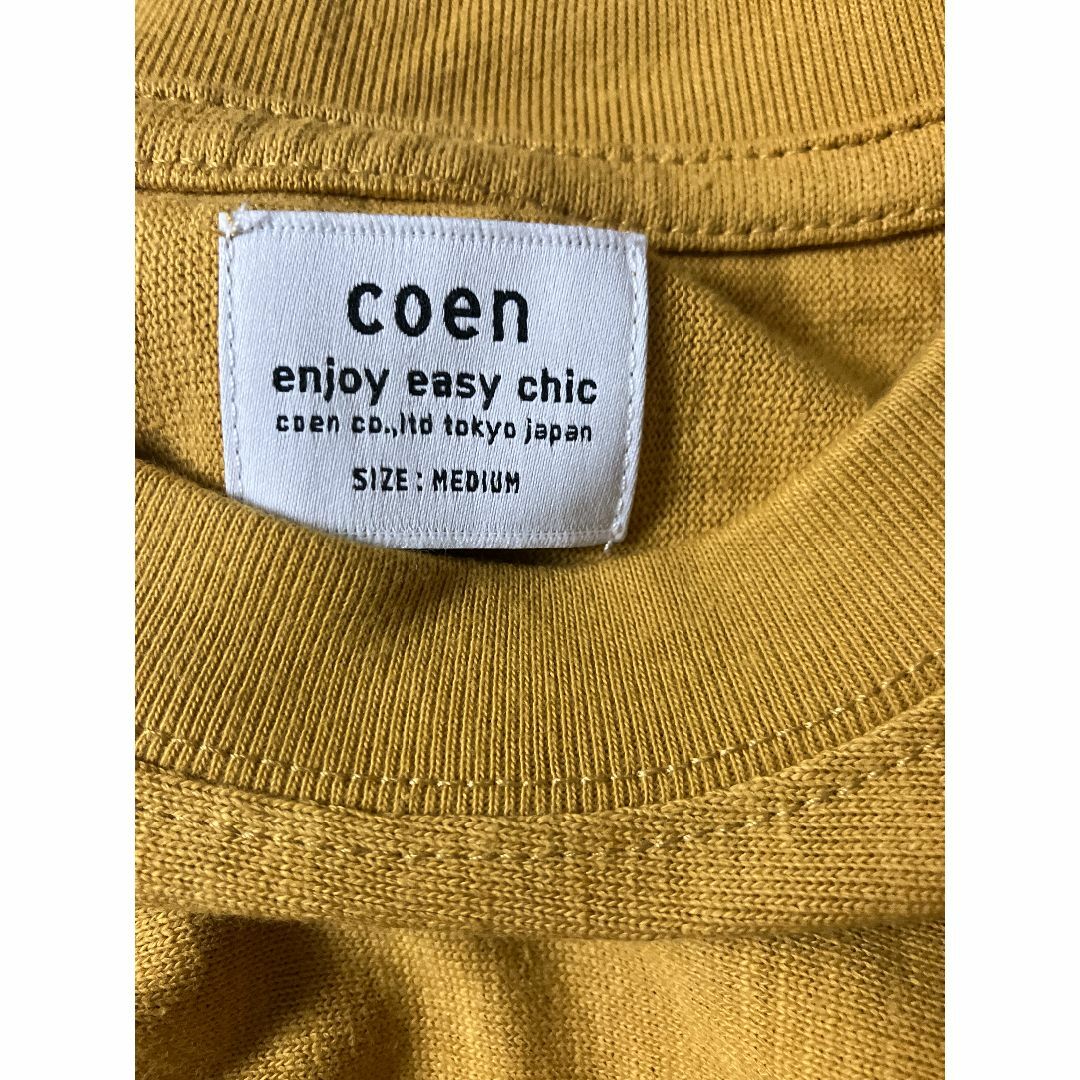 coen
enjoy easy chic
coen co.,ltd tokyo japan
SIZE : MEDIUM